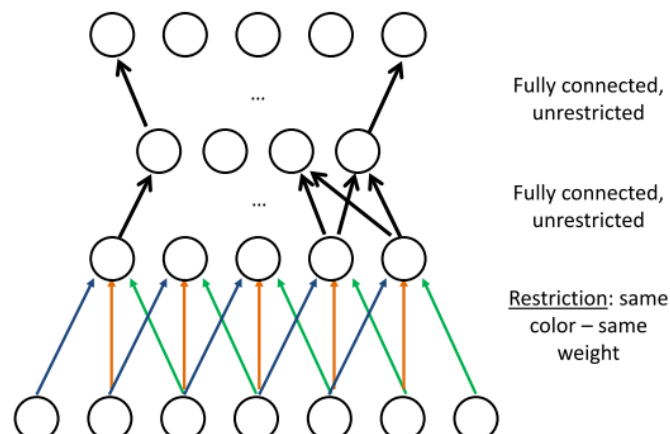 ...
Fully connected,
unrestricted
...
Fully connected,
unrestricted
Restriction: same
color – same
weight